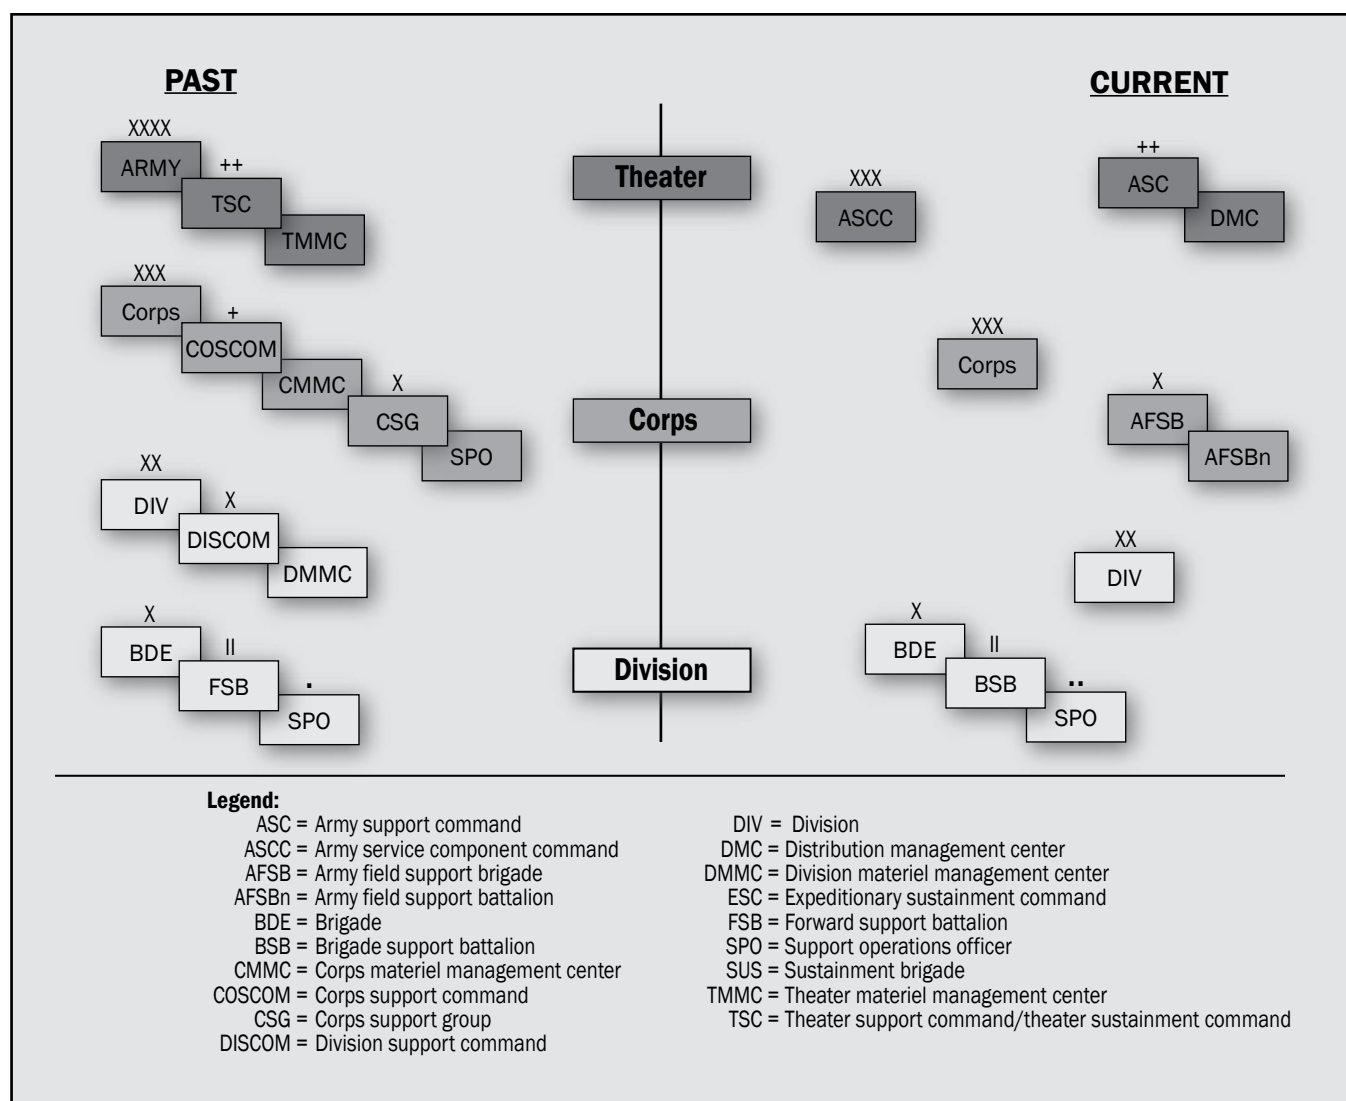 PAST
CURRENT
XXXX
ARMY
++
TSC
TMMC
Theater
XXX
ASCC
++
ASC
DMC
XXX
Corps
+
COSCOM
CMMC
X
CSG
SPO
Corps
XXX
Corps
X
AFSB
AFSBn
XX
DIV
X
DISCOM
DMMC
XX
DIV
X
BDE
II
FSB
.
SPO
Division
X
BDE
II
BSB
..
SPO
Legend:
ASC = Army support command
ASCC = Army service component command
AFSB = Army field support brigade
AFSBn = Army field support battalion
BDE = Brigade
BSB = Brigade support battalion
CMMC = Corps materiel management center
COSCOM = Corps support command
CSG = Corps support group
DISCOM = Division support command
DIV = Division
DMC = Distribution management center
DMMC = Division materiel management center
ESC = Expeditionary sustainment command
FSB = Forward support battalion
SPO = Support operations officer
SUS = Sustainment brigade
TMMC = Theater materiel management center
TSC = Theater support command/theater sustainment command